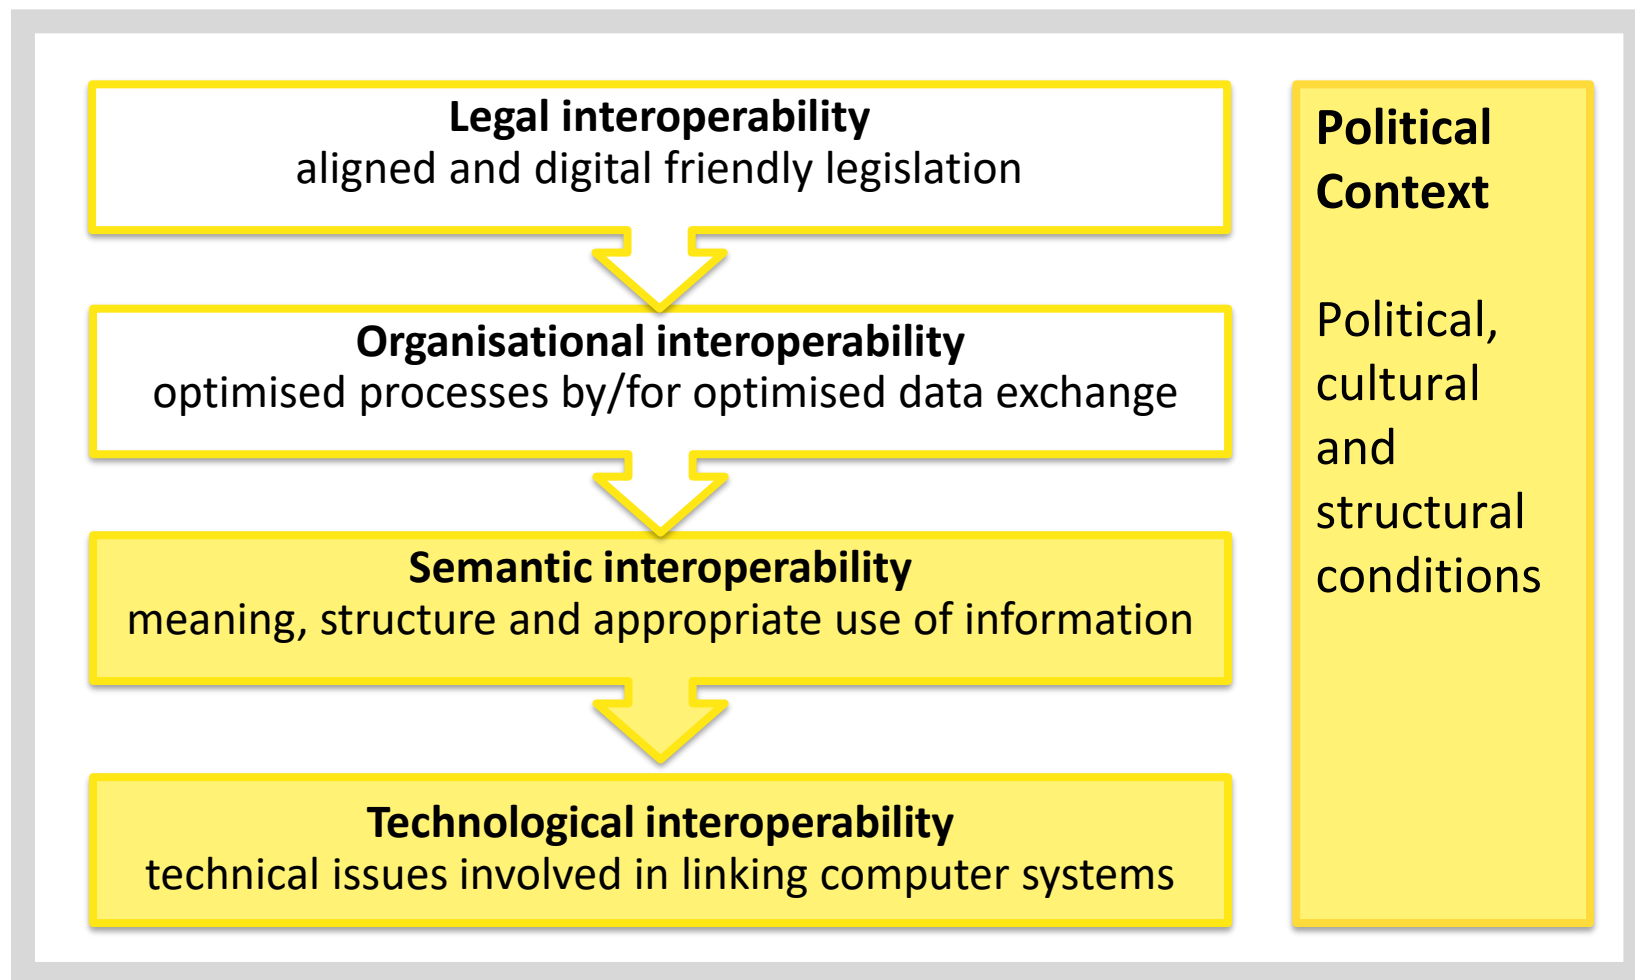 Legal interoperability
aligned and digital friendly legislation
Organisational interoperability
optimised processes by/for optimised data exchange
Semantic interoperability
meaning, structure and appropriate use of information
Technological interoperability
technical issues involved in linking computer systems
Political
Context
Political,
cultural
and
structural
conditions